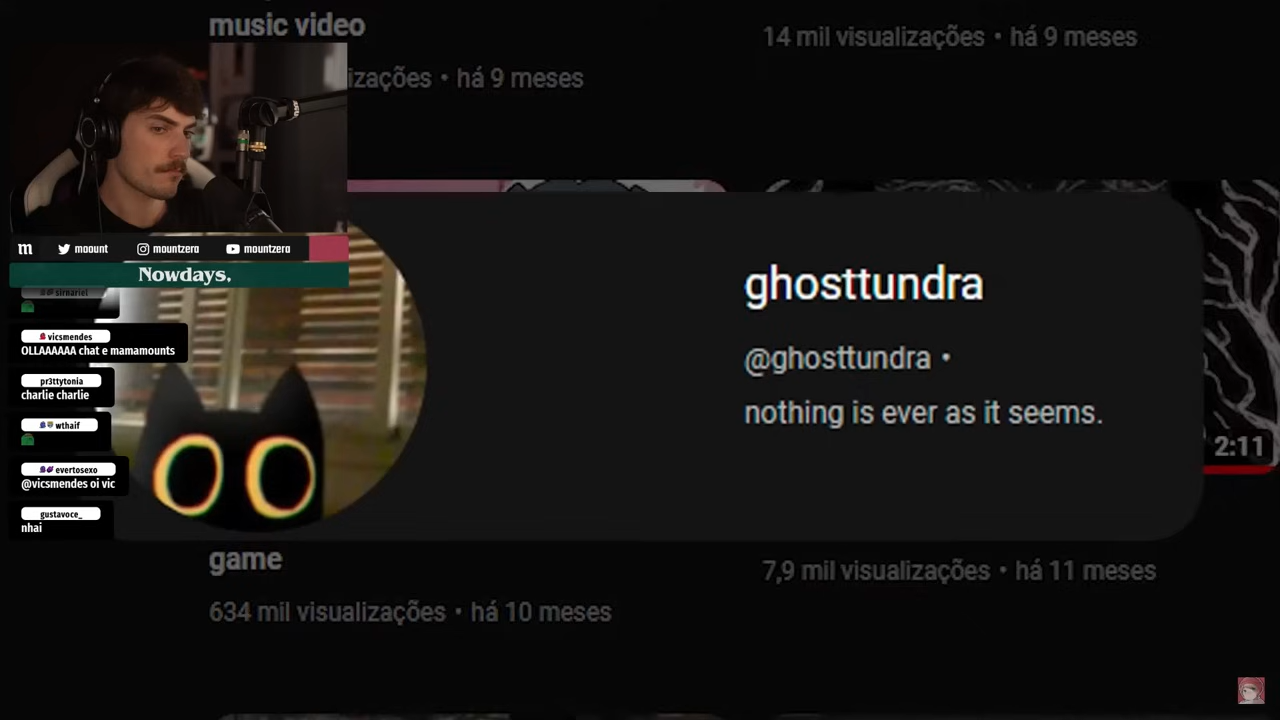 music video
14 mil visualizações • há 9 meses
izações • há 9 meses
m moount mountzera mountzera
Nowdays,
sirnariel
vicsmendes
OLLAAAAAA chat e mamamounts
pr3ttytonia
charlie charlie
wthaif
evertosexo
@vicsmendes oi vic
gustavoce_
nhai
ghosttundra
@ghosttundra •
nothing is ever as it seems.
2:11
game
7,9 mil visualizações • há 11 meses
634 mil visualizações • há 10 meses